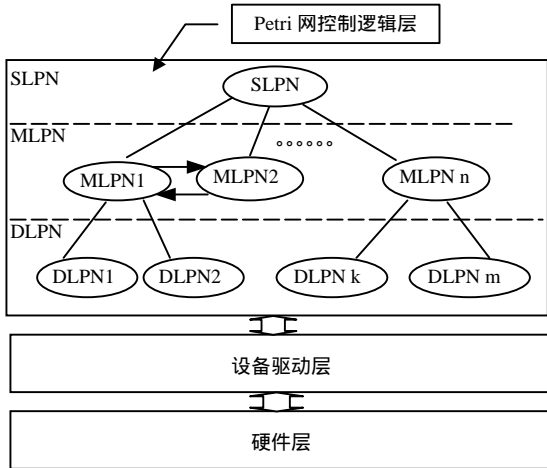 Petri 网控制逻辑层
SLPN
SLPN
MLPN
。。。。。。
MLPN1
MLPN2
MLPN n
DLPN
DLPN1
DLPN2
DLPN k
DLPN m
设备驱动层
硬件层